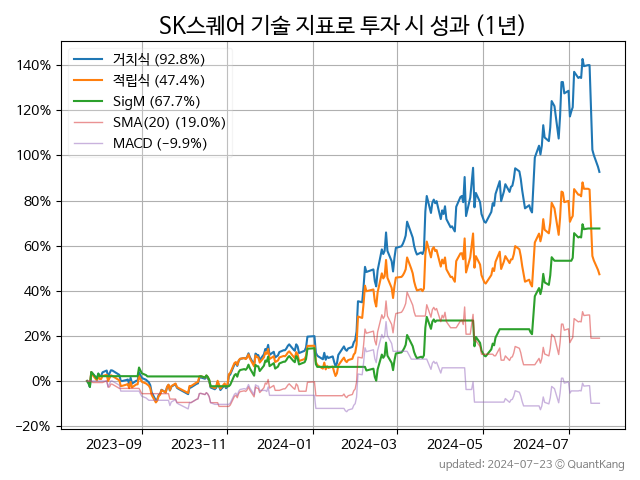 SK스퀘어 기술 지표로 투자 시 성과 (1년)
거치식 (92.8%)
적립식 (47.4%)
SigM (67.7%)
SMA(20) (19.0%)
MACD (−9.9%)
140%
120%
100%
80%
60%
40%
20%
0%
−20%
2023−09
2023−11
2024−01
2024−03
2024−05
2024−07
updated: 2024−07−23 ⓒ QuantKang